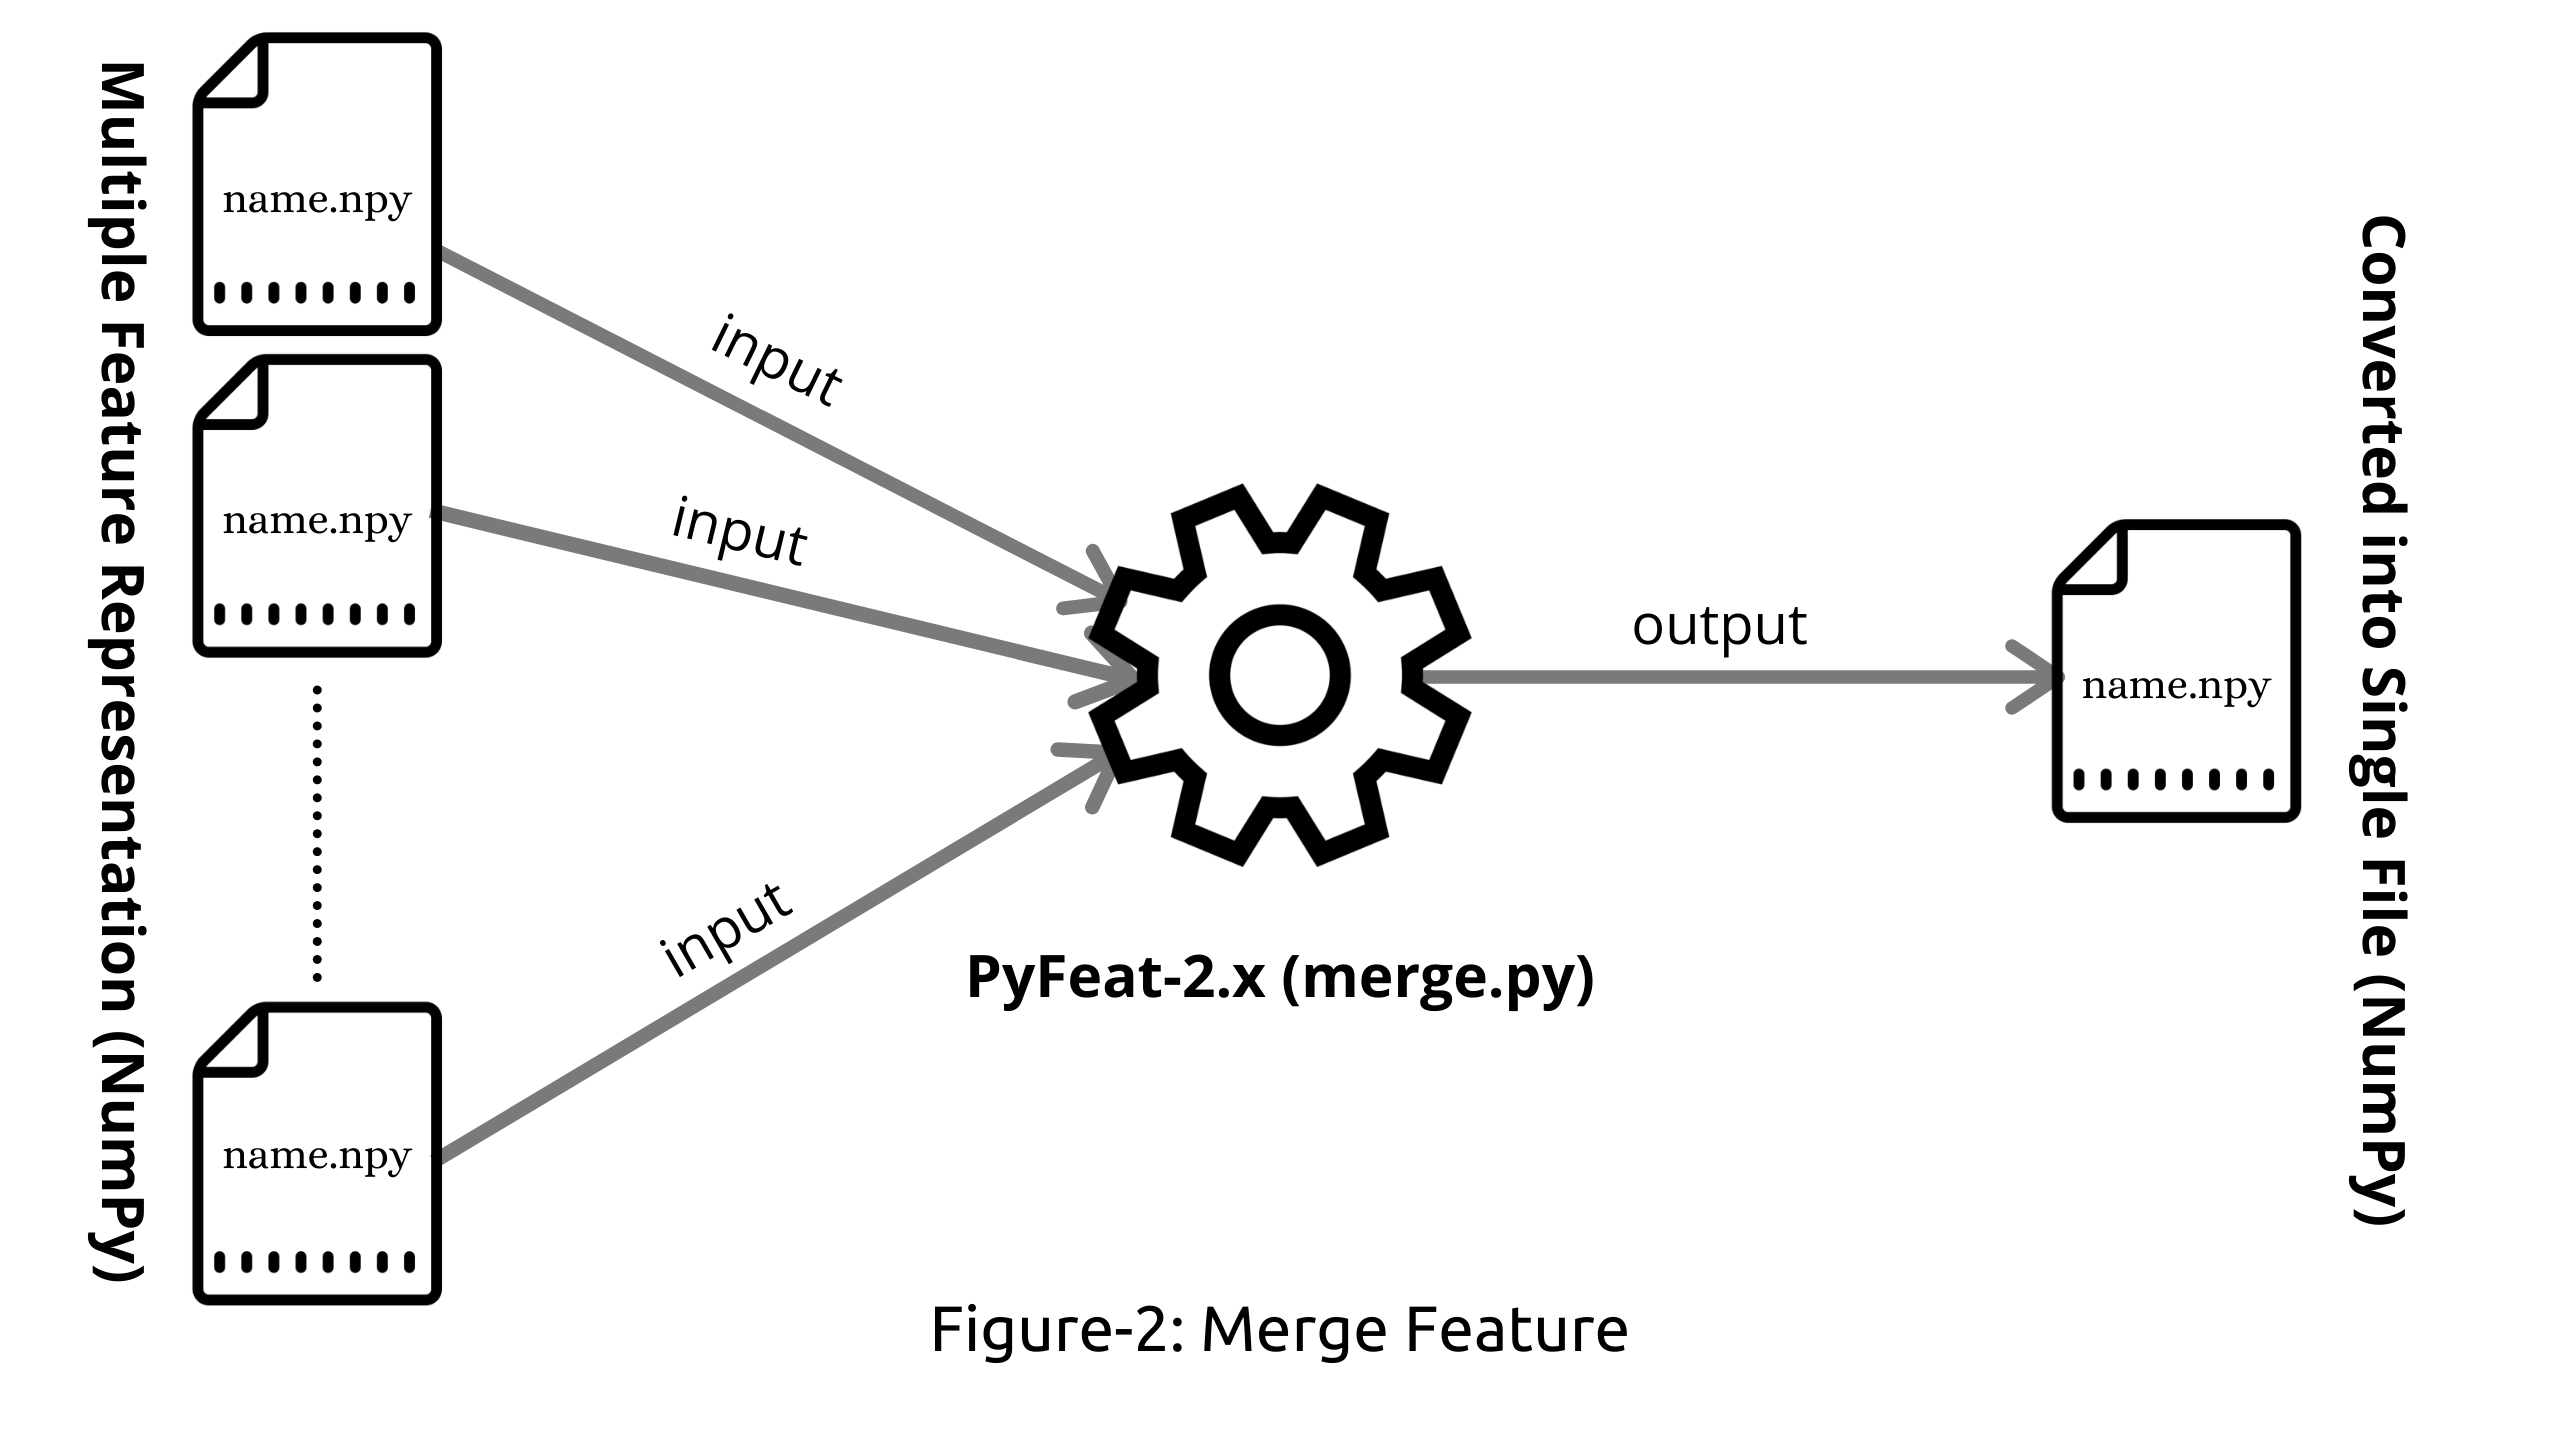 Multiple Feature Representation (NumPy)
name.npy
name.npy
name.npy
input
input
input
PyFeat-2.x (merge.py)
output
name.npy
Converted into Single File (NumPy)
Figure-2: Merge Feature